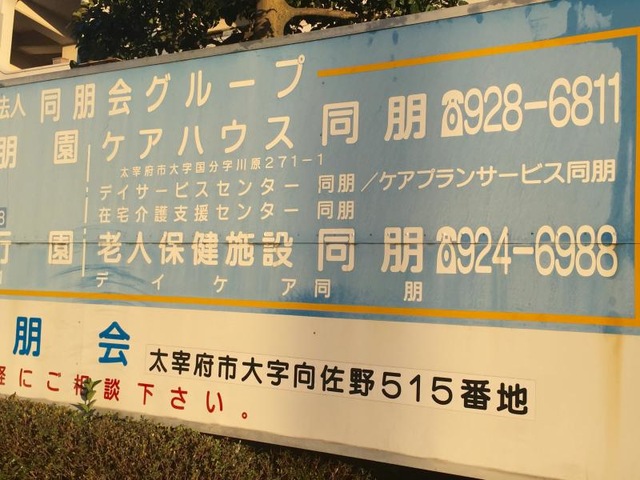 法人 同朋会グループ
朋 園 ケアハウス 同 朋 ☎928-6811
太宰府市大字国分字川原271-1
デイサービスセンター 同朋/ケアプランサービス同朋
在宅介護支援センター 同朋
園 老人保健施設 同 朋 ☎924-6988
デイケア同朋
朋 会 太宰府市大字向佐野515番地
軽にご相談下さい。